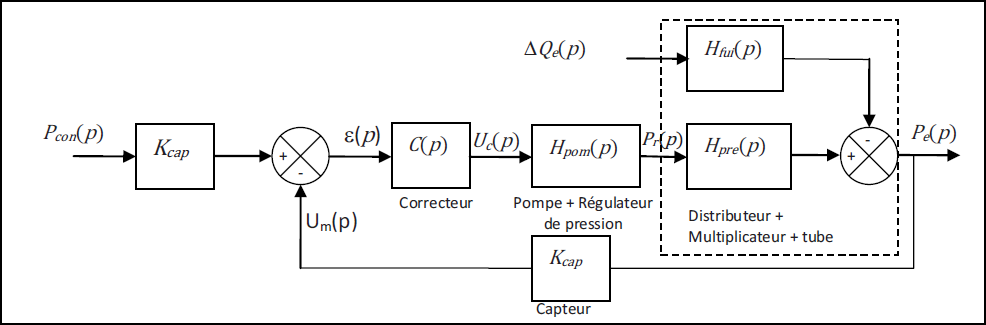 ΔQe(p)
Hfui(p)
Pcon(p)
Kcap
+
-
ε(p)
C(p)
Uc(p)
Hpom(p)
Pr(p)
Hpre(p)
-
+
Pe(p)
Correcteur
Pompe + Régulateur
de pression
Distributeur +
Multiplicateur + tube
Um(p)
Kcap
Capteur